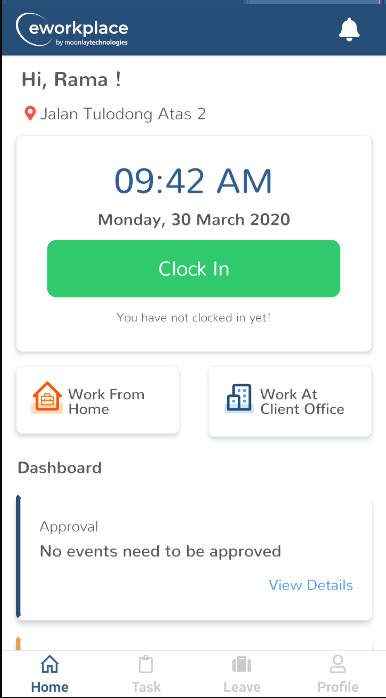 eworkplace
by moonlaytechnologies
Hi, Rama !
Jalan Tulodong Atas 2
09:42 AM
Monday, 30 March 2020
Clock In
You have not clocked in yet!
Work From
Home
Work At
Client Office
Dashboard
Approval
No events need to be approved
View Details
Home
Task
Leave
Profile